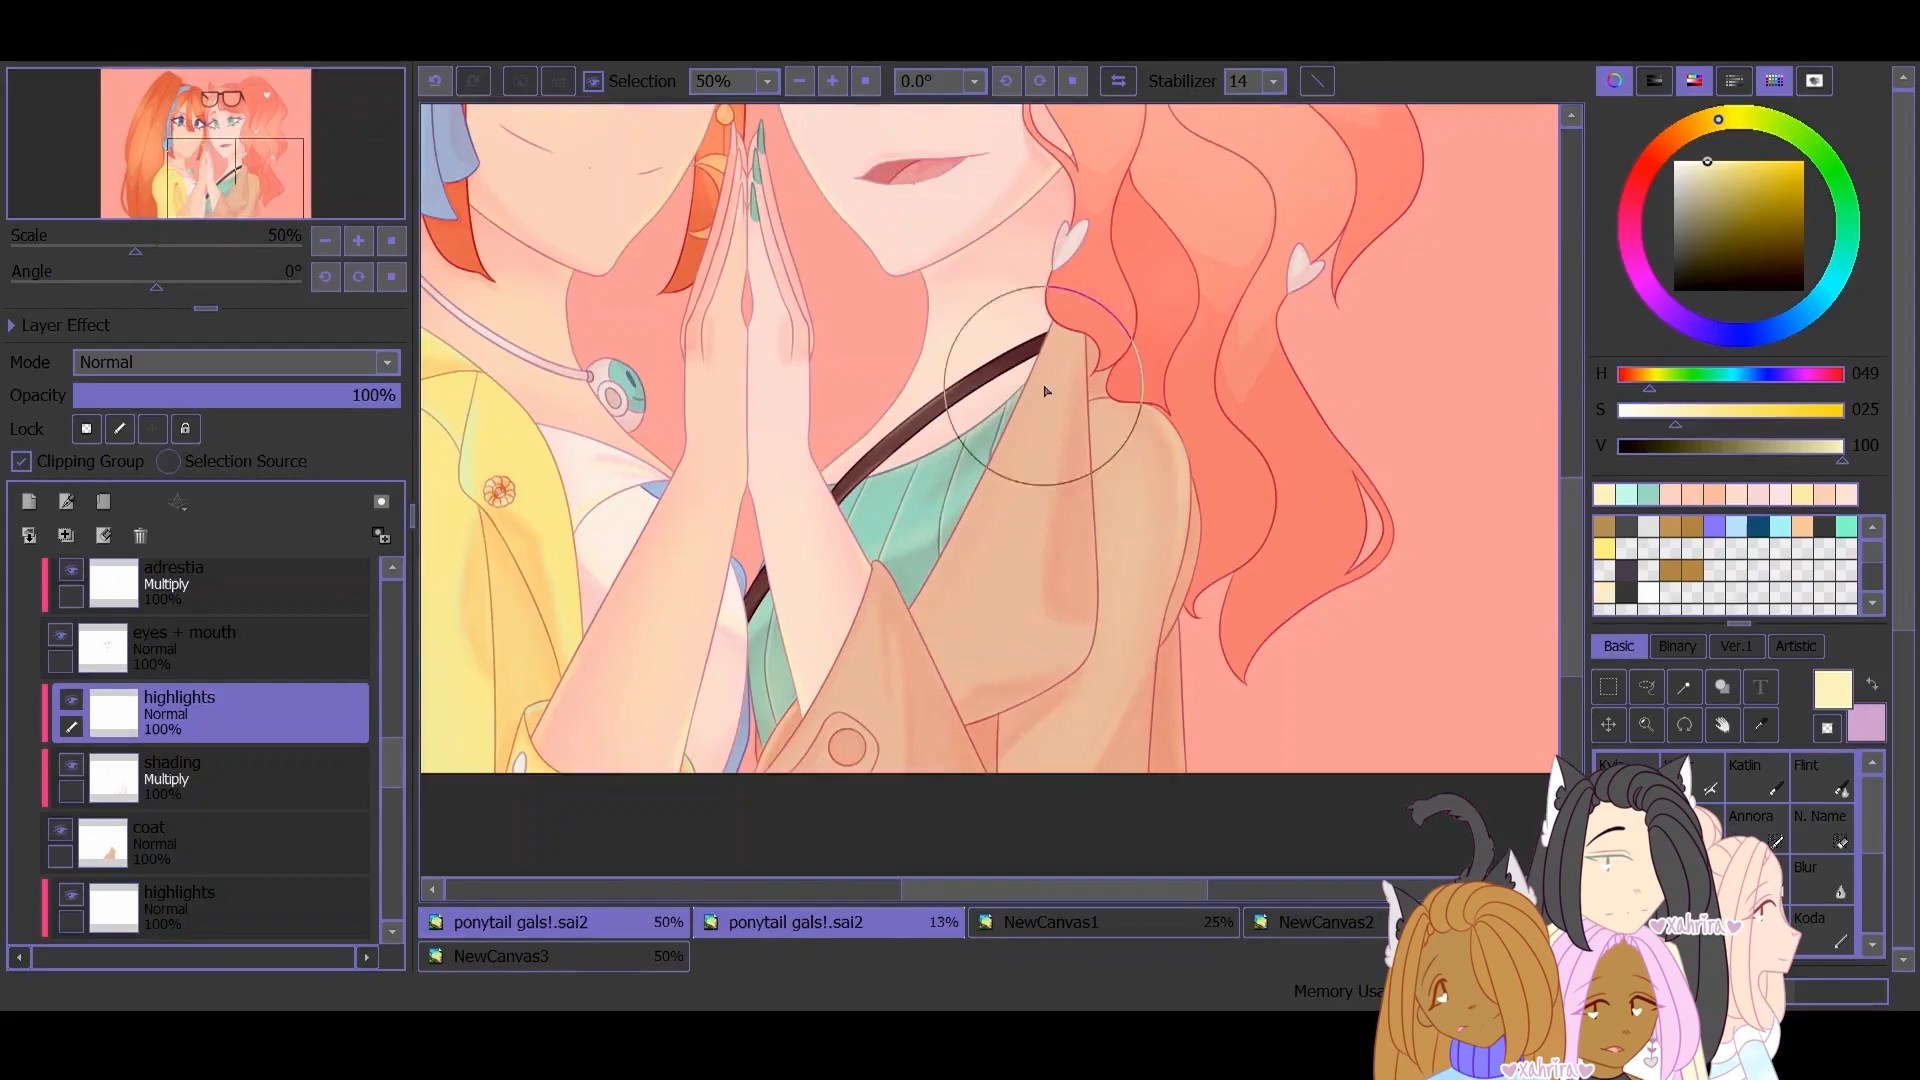 Selection 50% 0.0° Stabilizer 14
Scale 50%
Angle 0°
Layer Effect
Mode Normal
Opacity 100%
Lock
Clipping Group Selection Source
adrestia
Multiply
100%
eyes + mouth
Normal
100%
highlights
Normal
100%
shading
Multiply
100%
coat
Normal
100%
highlights
Normal
100%
H 049
S 025
V 100
Basic Binary Ver.1 Artistic
T
Katlin Flint
Annora N. Name
Blur
Koda
xahrira
xahrira
ponytail gals!.sai2 50% ponytail gals!.sai2 13% NewCanvas1 25% NewCanvas2
NewCanvas3 50%
Memory Usa